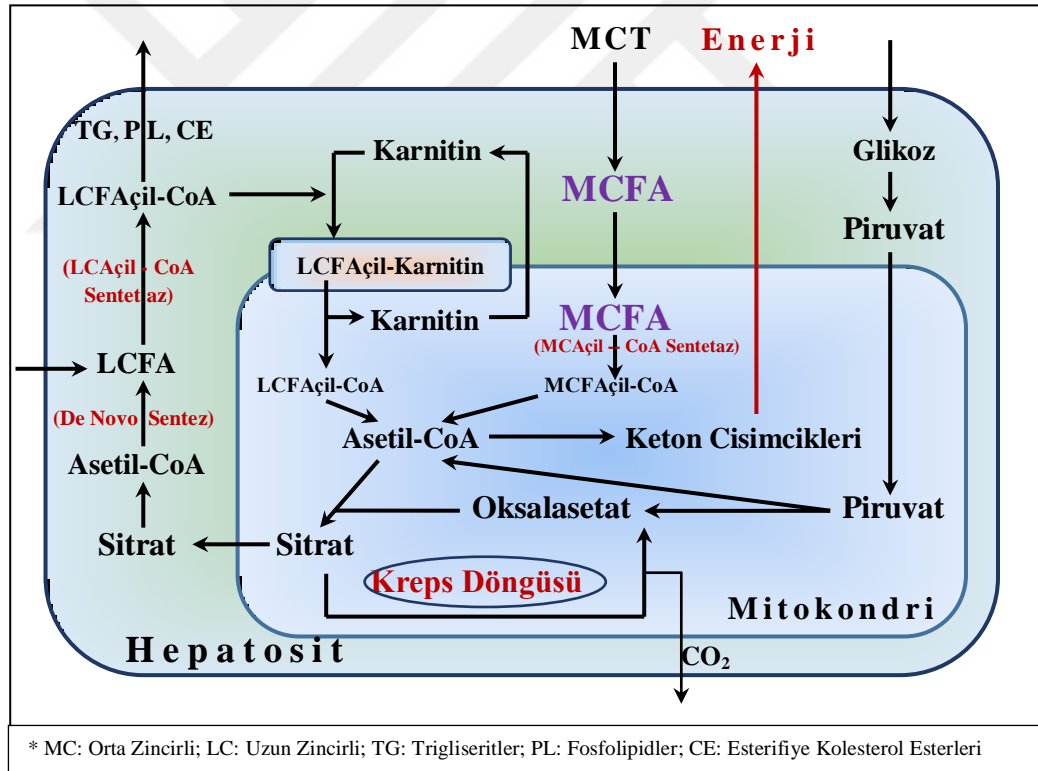 MCT
Enerji
TG, PL, CE
Karnitin
Glikoz
LCFAçil-CoA
MCFA
Piruvat
LCFAçil-Karnitin
(LCAçil - CoA
Sentetaz)
Karnitin
MCFA
(MCAçil – CoA Sentetaz)
LCFA
LCFAçil-CoA
MCFAçil-CoA
(De Novo Sentez)
Asetil-CoA
Keton Cisimcikleri
Asetil-CoA
Oksalasetat
Piruvat
Sitrat
Sitrat
Kreps Döngüsü
Mitokondri
Hepatosit
CO₂
* MC: Orta Zincirli; LC: Uzun Zincirli; TG: Trigliseritler; PL: Fosfolipidler; CE: Esterifiye Kolesterol Esterleri